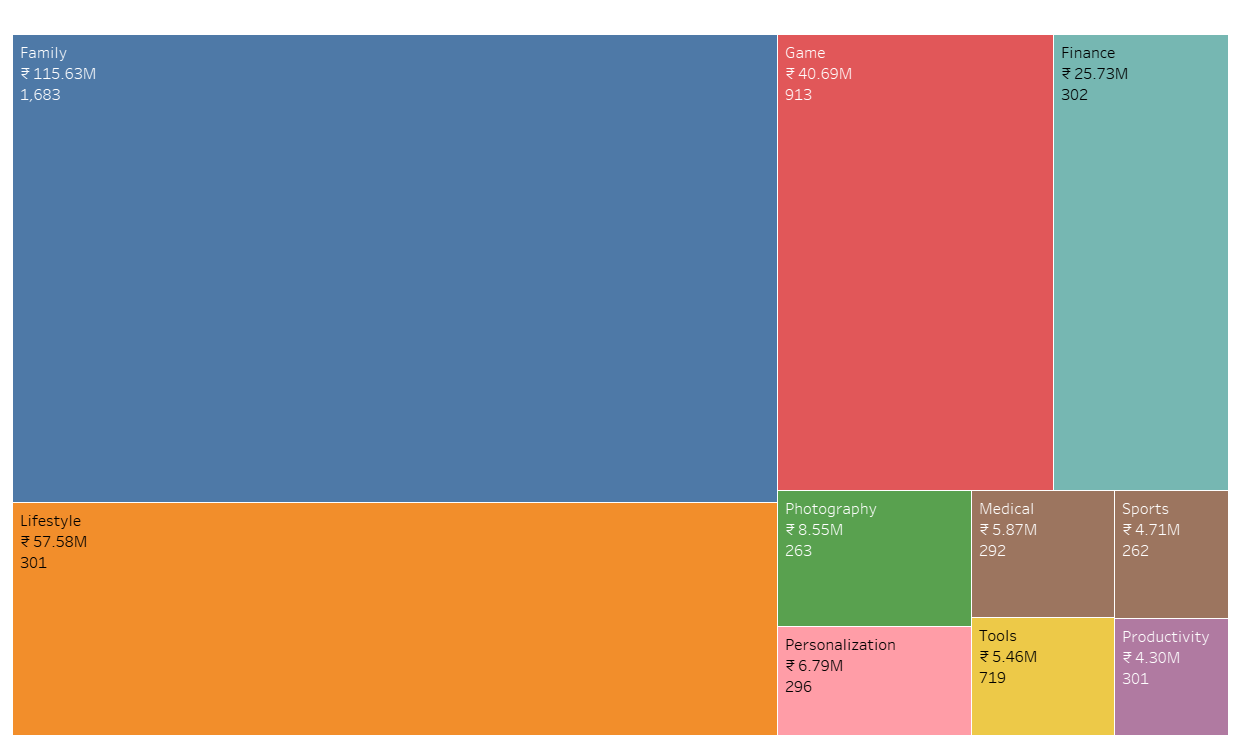 Family
₹ 115.63M
1,683
Game
₹ 40.69M
913
Finance
₹ 25.73M
302
Lifestyle
₹ 57.58M
301
Photography
₹ 8.55M
263
Medical
₹ 5.87M
292
Sports
₹ 4.71M
262
Personalization
₹ 6.79M
296
Tools
₹ 5.46M
719
Productivity
₹ 4.30M
301